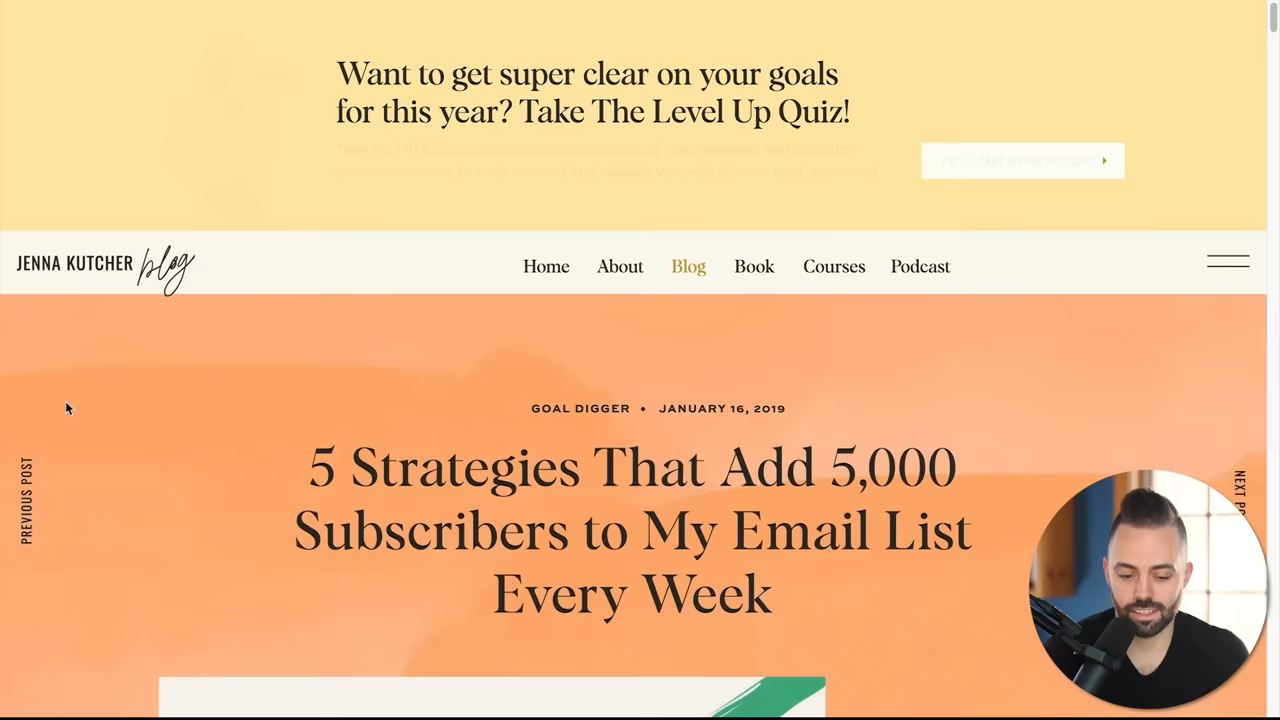 Want to get super clear on your goals
for this year? Take The Level Up Quiz!
JENNA KUTCHER blog
Home About Blog Book Courses Podcast
GOAL DIGGER • JANUARY 16, 2019
5 Strategies That Add 5,000
Subscribers to My Email List
Every Week
PREVIOUS POST
NEXT